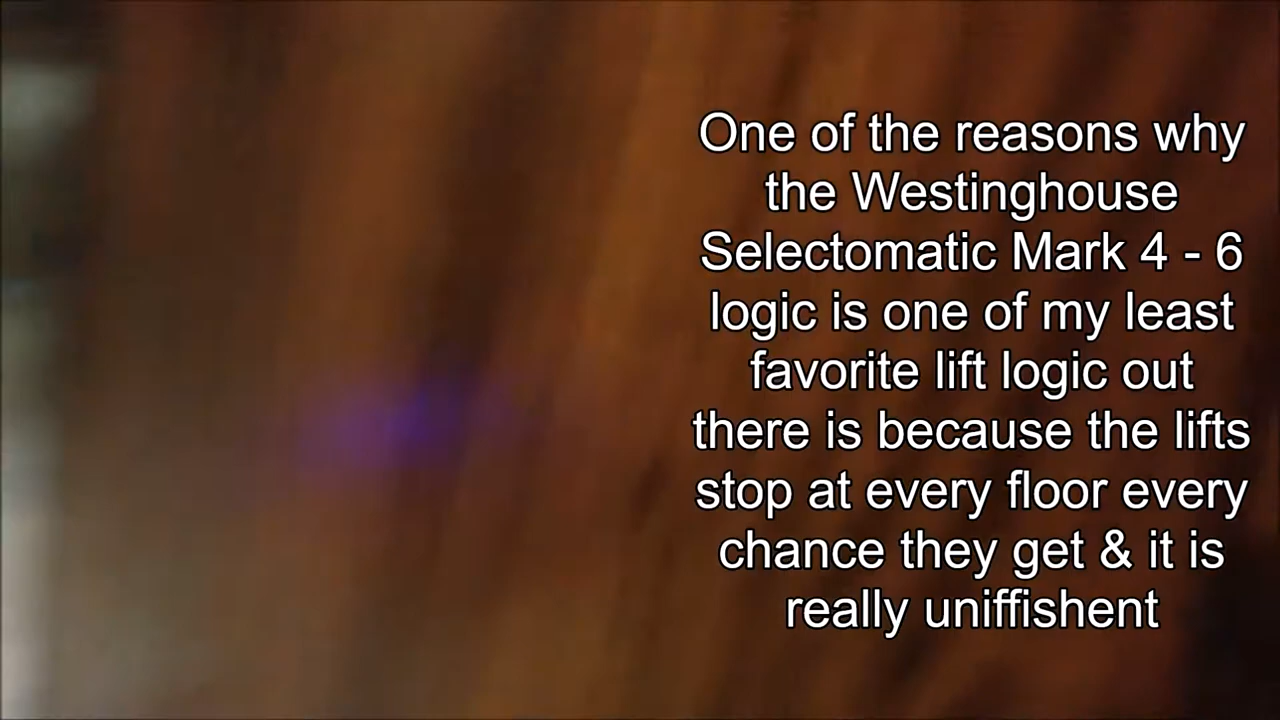 One of the reasons why
the Westinghouse
Selectomatic Mark 4 - 6
logic is one of my least
favorite lift logic out
there is because the lifts
stop at every floor every
chance they get & it is
really uniffishent